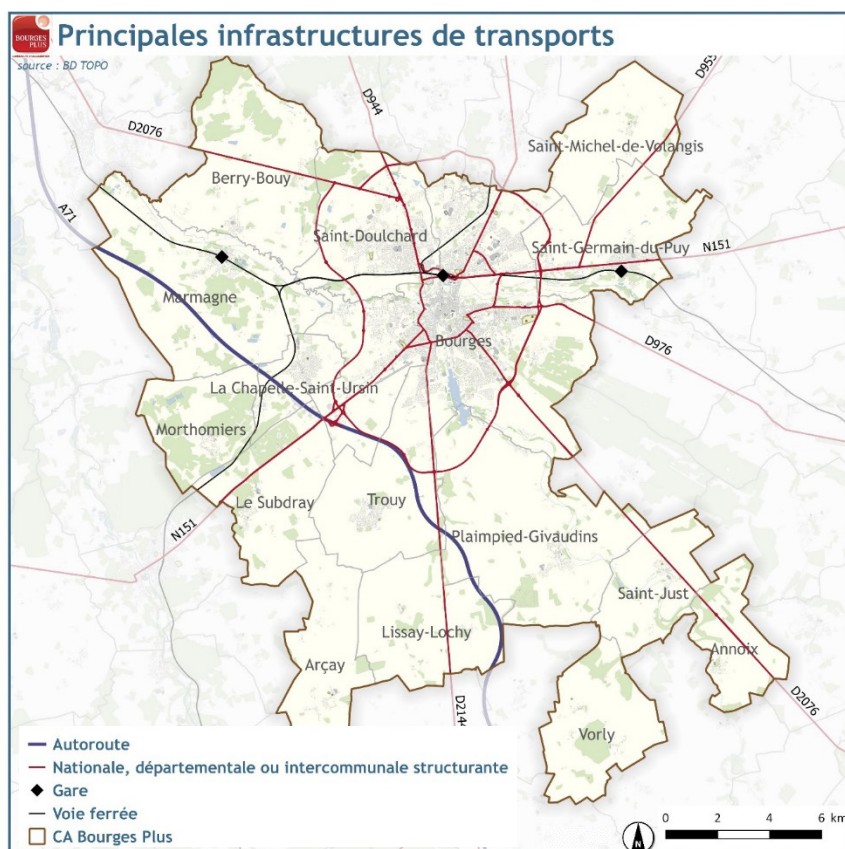 BOURGES
PLUS
Principales infrastructures de transports
source : BD TOPO
D2076
D944
D955
Saint-Michel-de-Volangis
Berry-Bouy
A71
Saint-Doulchard
Saint-Germain-du-Puy
N151
Marmagne
Bourges
D976
La Chapelle-Saint-Ursin
Morthomiers
Le Subdray
Trouy
N151
Plaimpied-Givaudins
Saint-Just
Lissay-Lochy
Annoix
Arçay
D2144
D2076
Vorly
Autoroute
Nationale, départementale ou intercommunale structurante
Gare
Voie ferrée
CA Bourges Plus
N
0 2 4 6 km